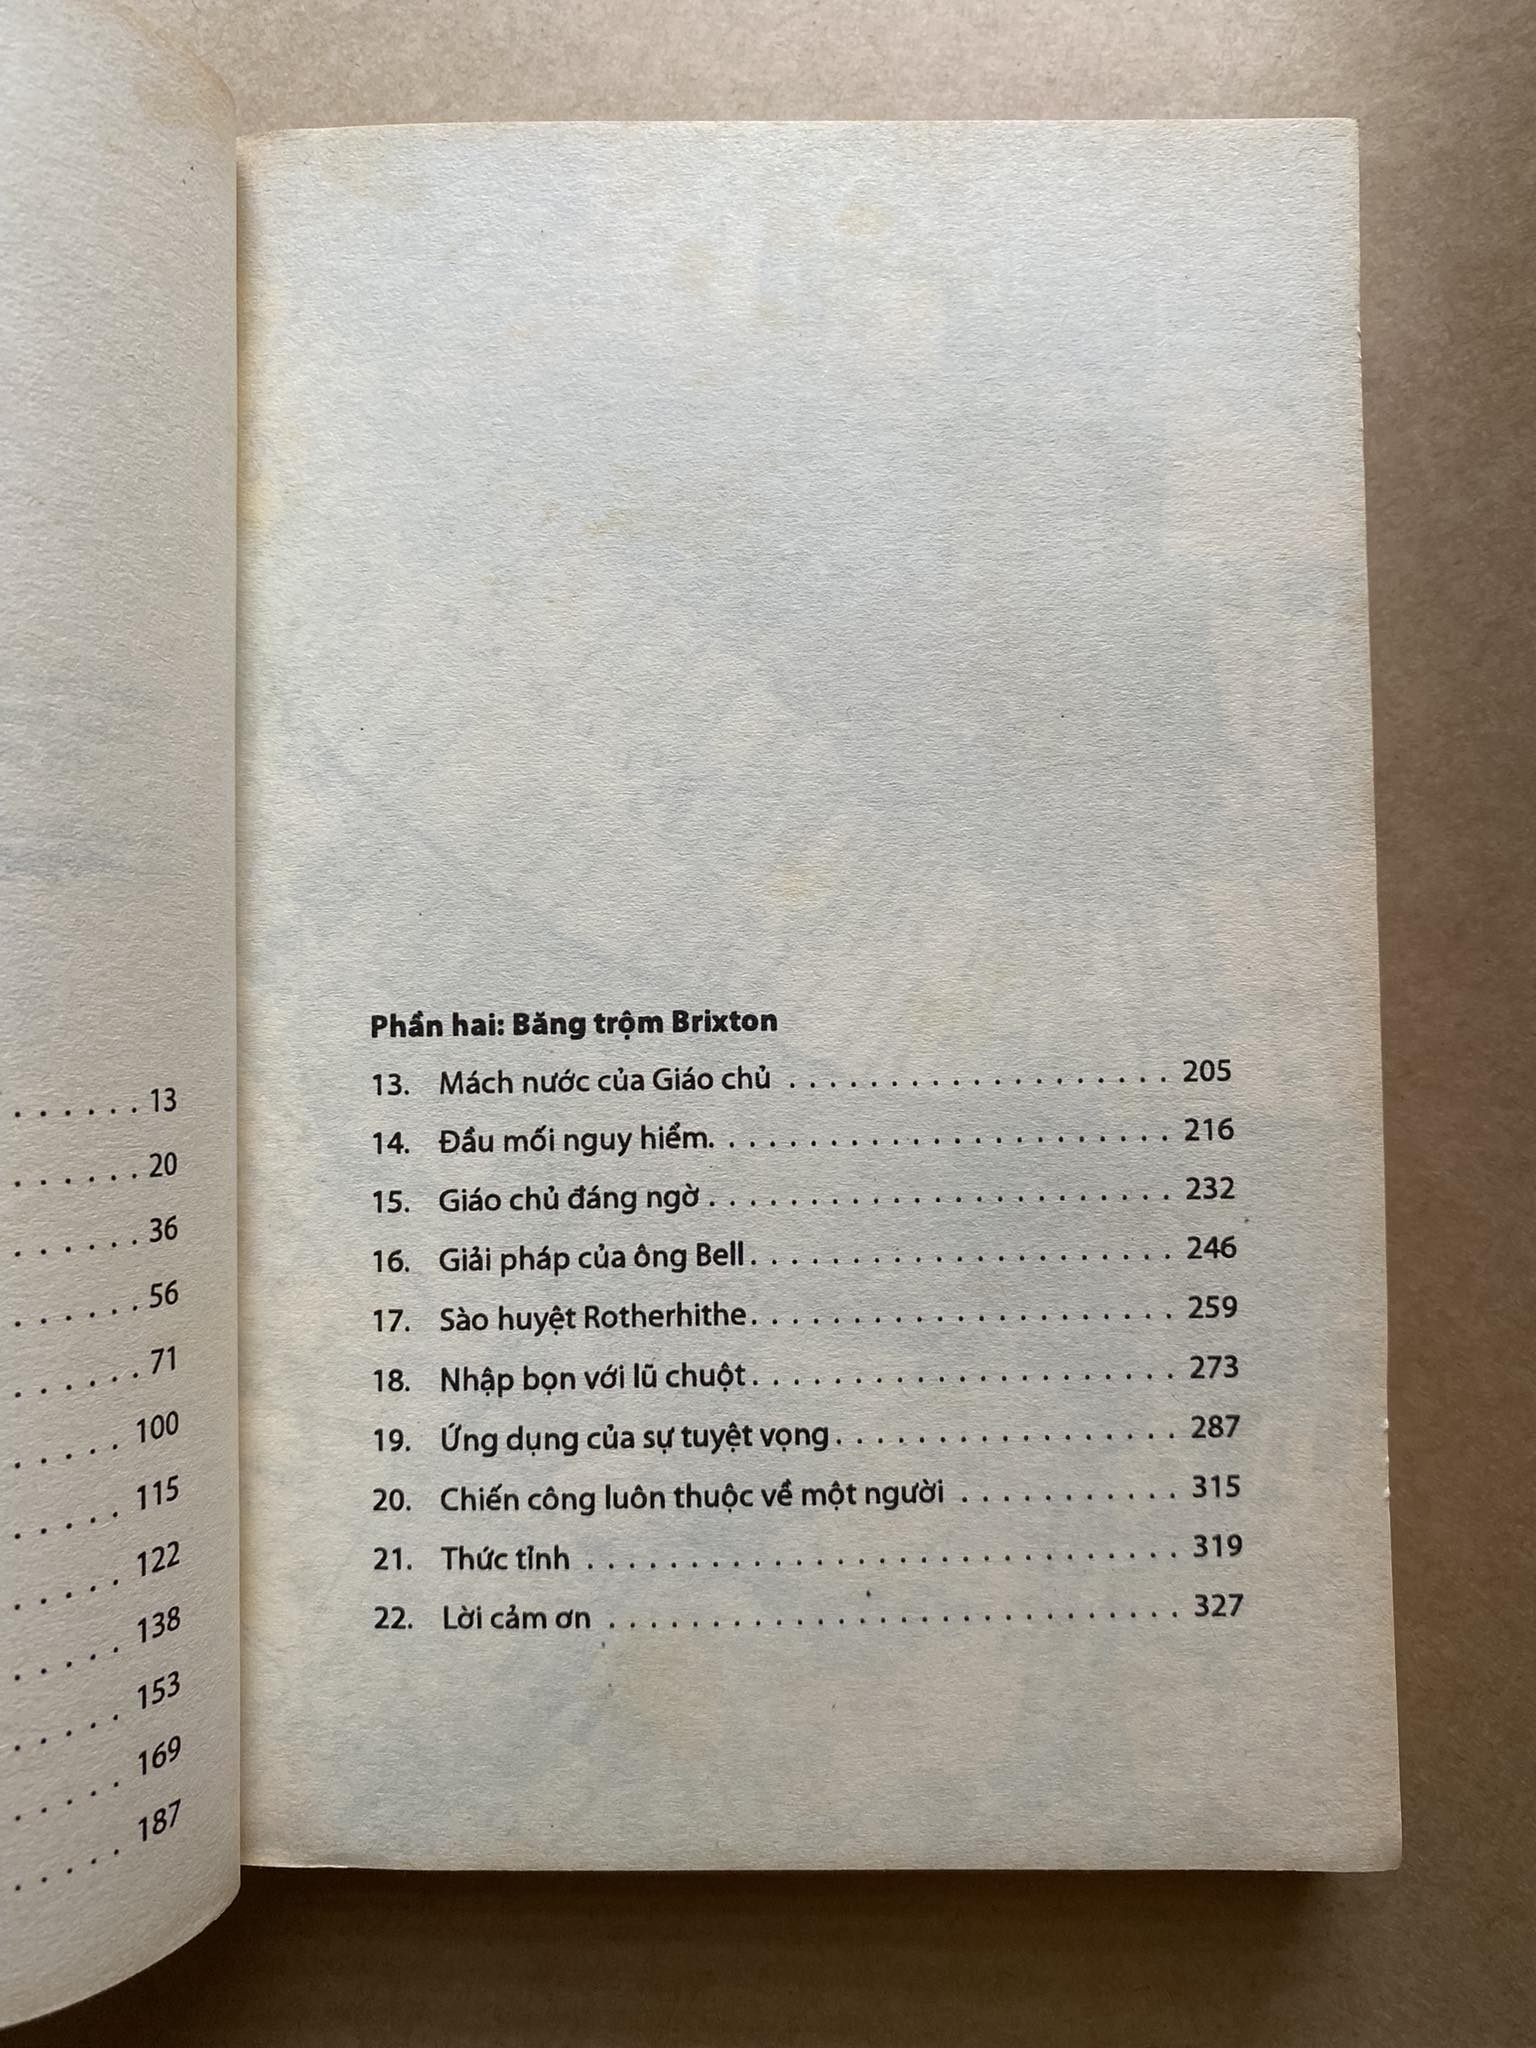 . . . . . . 13
. . . . . . 20
. . . . . . 36
. . . . . . 56
. . . . . . 71
. . . . . 100
. . . . . 115
. . . . . 122
. . . . . 138
. . . . . 153
. . . . . 169
. . . . . 187
Phần hai: Băng trộm Brixton
13. Mách nước của Giáo chủ . . . . . . . . . . . . . . . . . . . 205
14. Đầu mối nguy hiểm. . . . . . . . . . . . . . . . . . . . . . . 216
15. Giáo chủ đáng ngờ . . . . . . . . . . . . . . . . . . . . . . . 232
16. Giải pháp của ông Bell. . . . . . . . . . . . . . . . . . . . . 246
17. Sào huyệt Rotherhithe. . . . . . . . . . . . . . . . . . . . . 259
18. Nhập bọn với lũ chuột. . . . . . . . . . . . . . . . . . . . . 273
19. Ứng dụng của sự tuyệt vọng. . . . . . . . . . . . . . . . . 287
20. Chiến công luôn thuộc về một người . . . . . . . . . . . 315
21. Thức tỉnh . . . . . . . . . . . . . . . . . . . . . . . . . . . . . 319
22. Lời cảm ơn . . . . . . . . . . . . . . . . . . . . . . . . . . . . 327